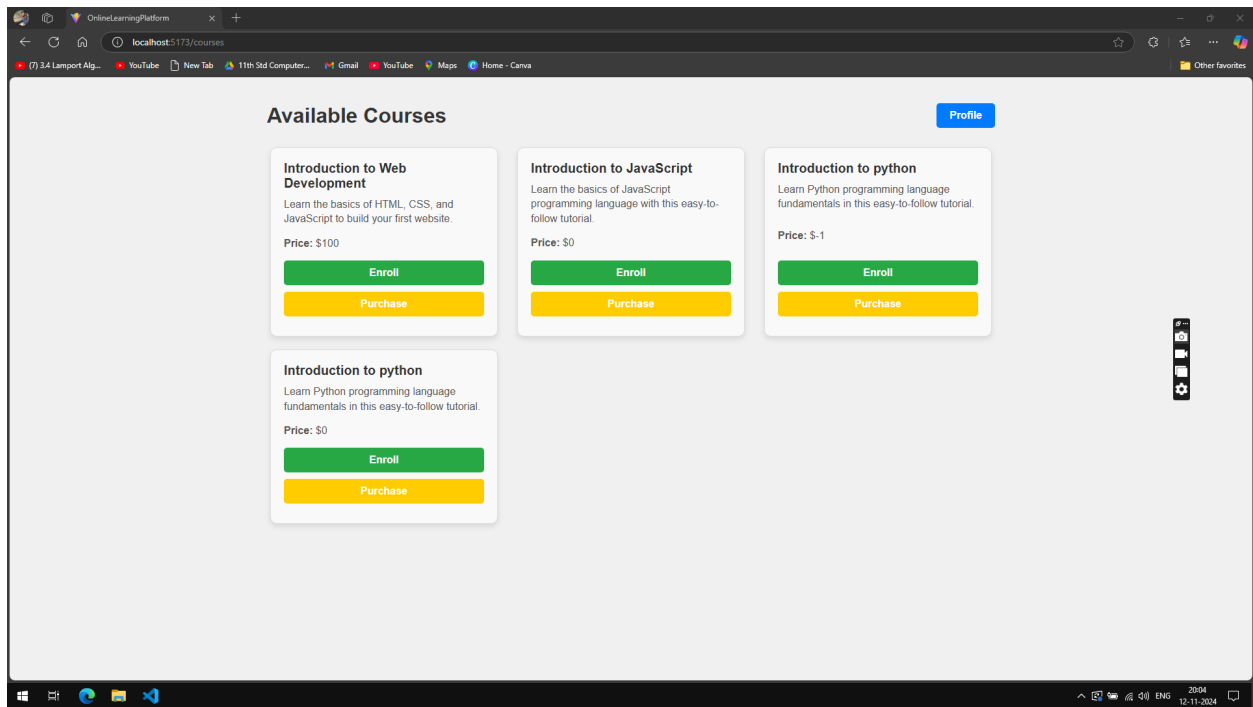 OnlineLearningPlatform
localhost:5173/courses
(7) 3.4 Lamport Alg... YouTube New Tab 11th Std Computer... Gmail YouTube Maps Home - Canva Other favorites
Available Courses
Profile
Introduction to Web
Development
Learn the basics of HTML, CSS, and
JavaScript to build your first website.
Price: $100
Enroll
Purchase
Introduction to JavaScript
Learn the basics of JavaScript
programming language with this easy-to-
follow tutorial.
Price: $0
Enroll
Purchase
Introduction to python
Learn Python programming language
fundamentals in this easy-to-follow tutorial.
Price: $-1
Enroll
Purchase
Introduction to python
Learn Python programming language
fundamentals in this easy-to-follow tutorial.
Price: $0
Enroll
Purchase
ENG
20:04
12-11-2024